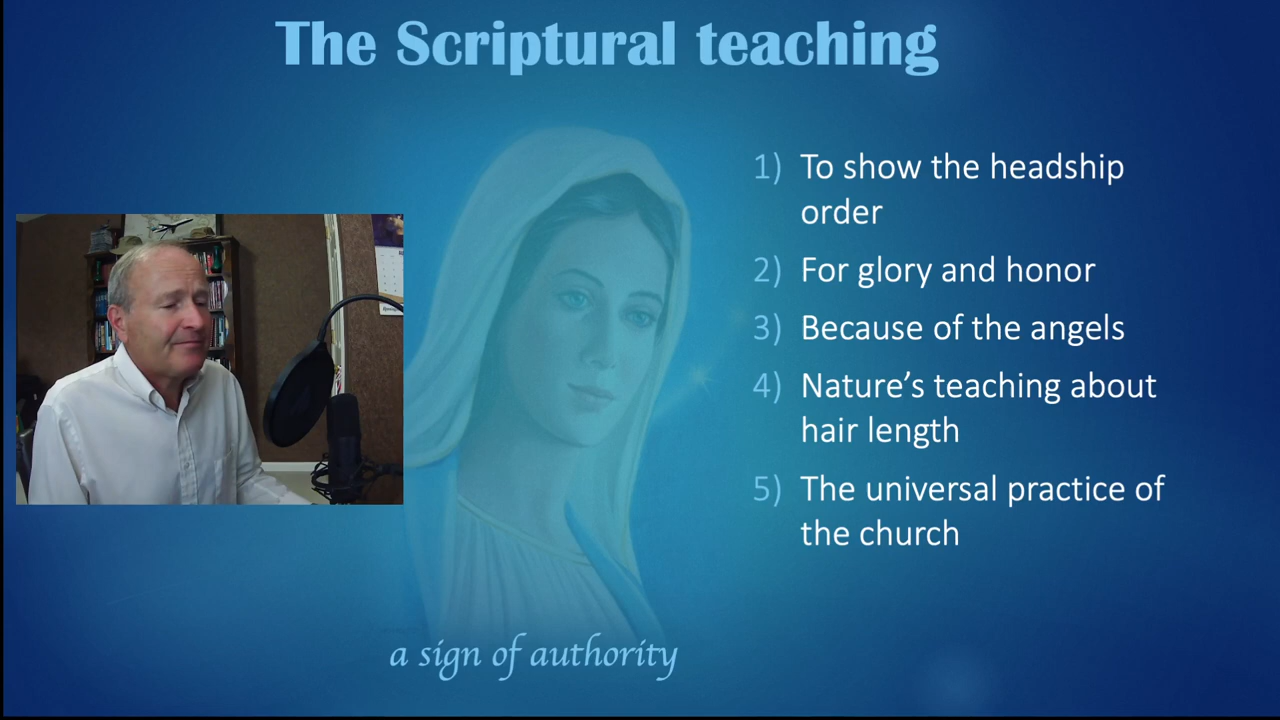 The Scriptural teaching
1) To show the headship
order
2) For glory and honor
3) Because of the angels
4) Nature’s teaching about
hair length
5) The universal practice of
the church
a sign of authority